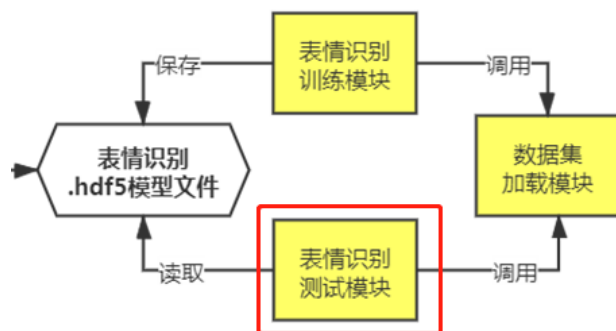 表情识别
训练模块
保存
调用
表情识别
.hdf5模型文件
数据集
加载模块
表情识别
测试模块
读取
调用